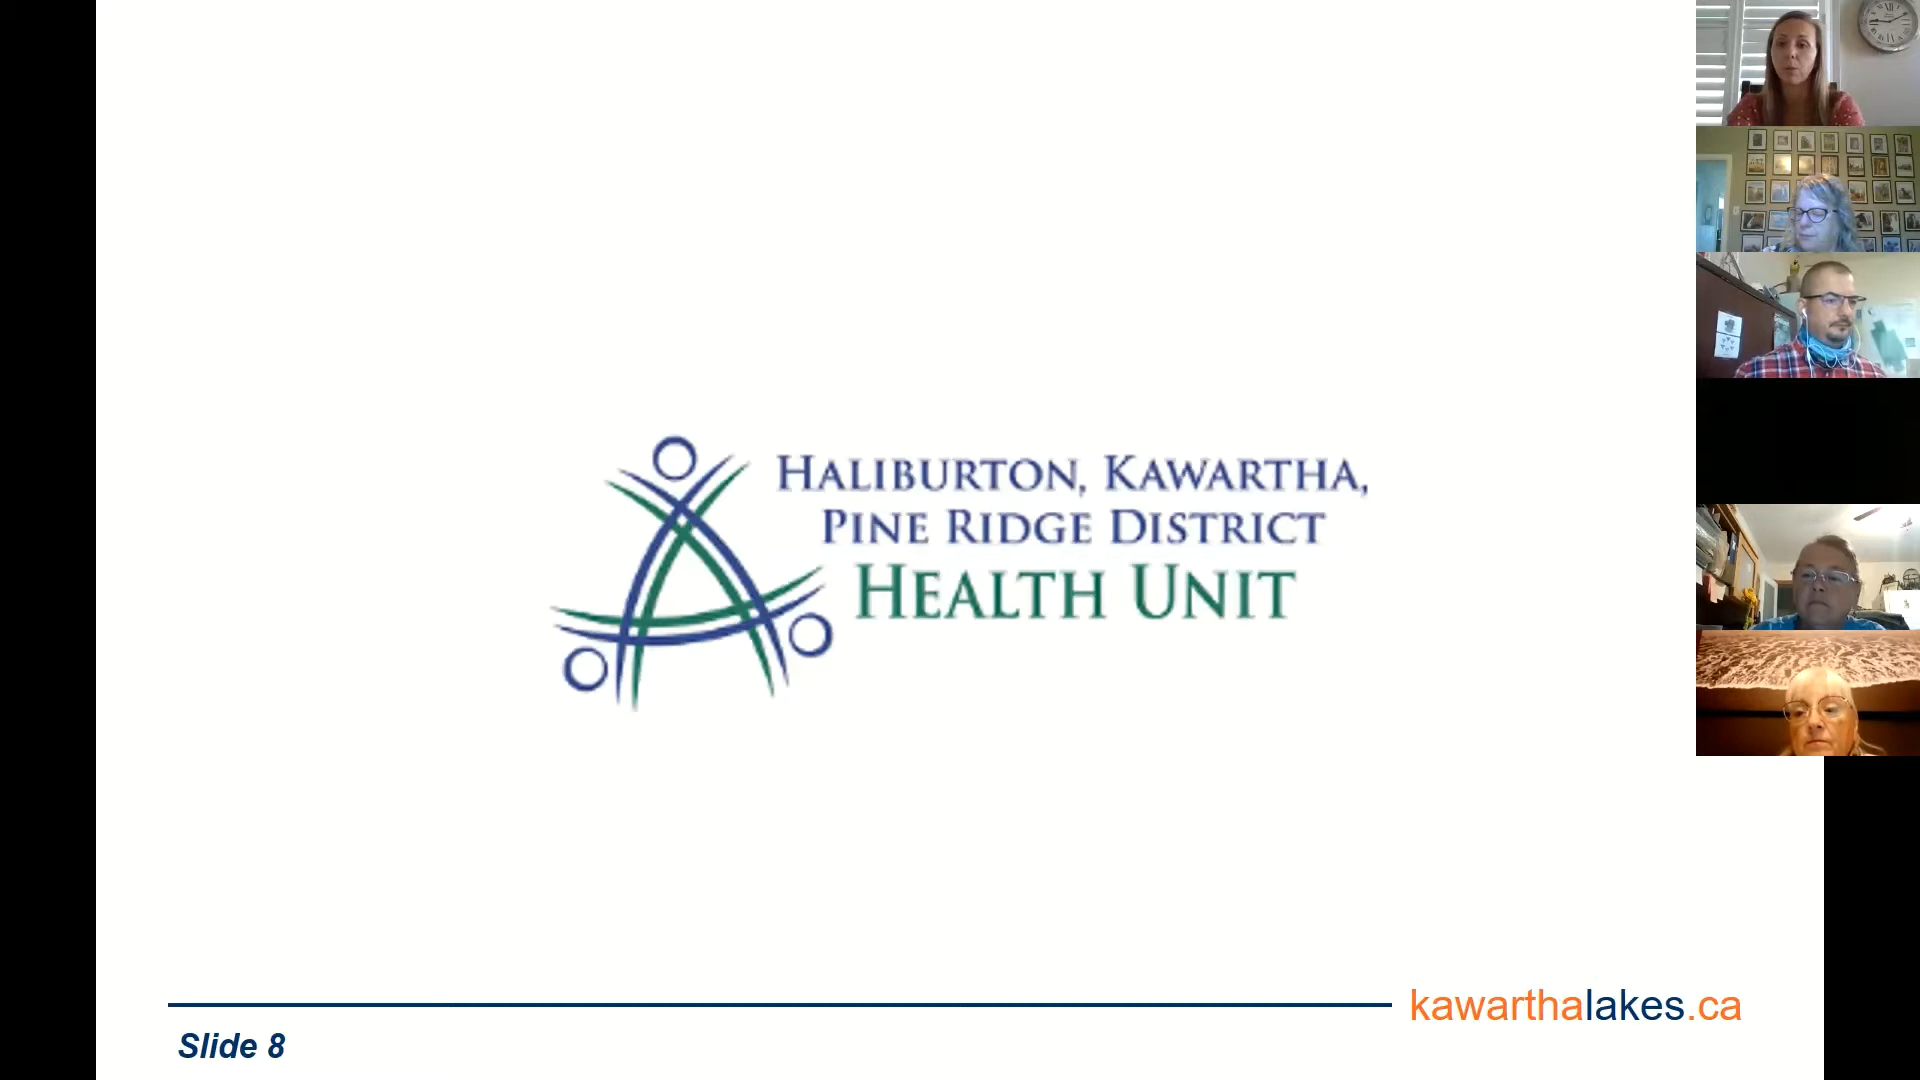 HALIBURTON, KAWARTHA,
PINE RIDGE DISTRICT
HEALTH UNIT
kawarthalakes.ca
Slide 8